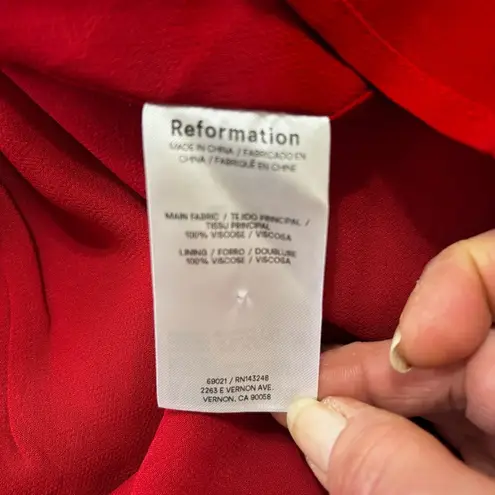 Reformation
MADE IN CHINA / FABRICADO EN
CHINA / FABRIQUÉ EN CHINE
MAIN FABRIC / TEJIDO PRINCIPAL /
TISSU PRINCIPAL
100% VISCOSE / VISCOSA
LINING / FORRO / DOUBLURE
100% VISCOSE / VISCOSA
69021 / RN143248
2263 E VERNON AVE.
VERNON, CA 90058